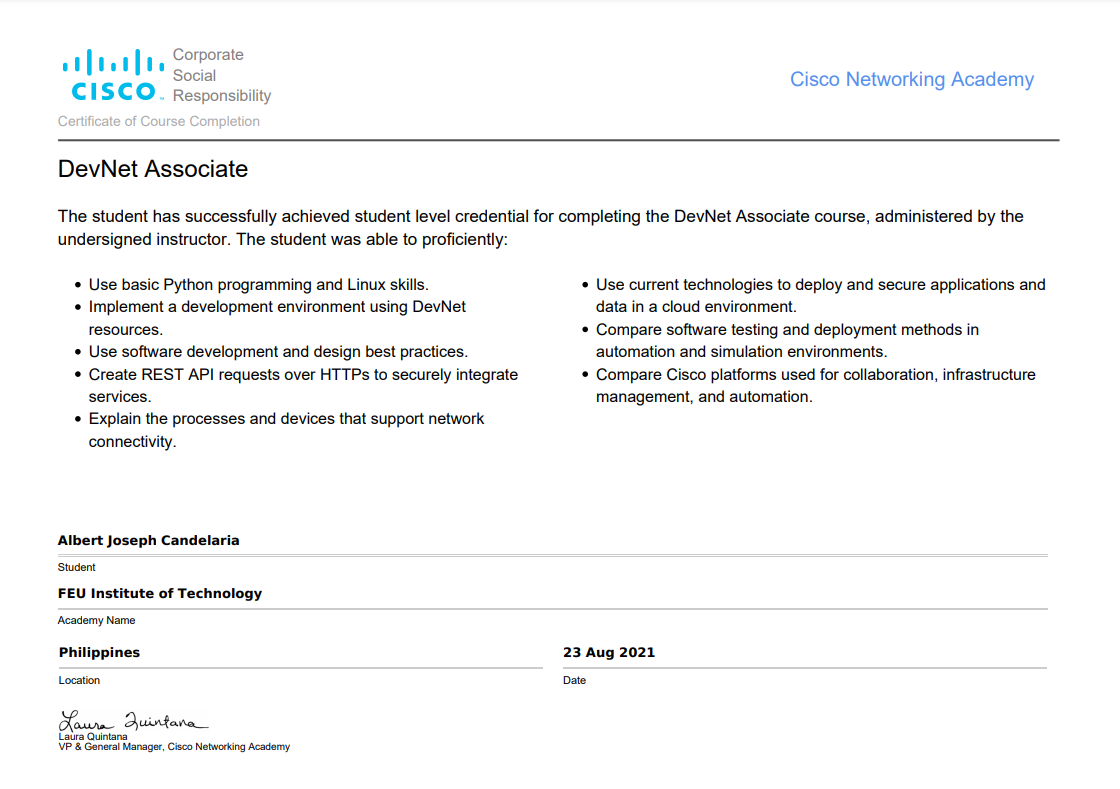 CISCO
Corporate
Social
Responsibility
Cisco Networking Academy
Certificate of Course Completion
DevNet Associate
The student has successfully achieved student level credential for completing the DevNet Associate course, administered by the
undersigned instructor. The student was able to proficiently:
• Use basic Python programming and Linux skills.
• Implement a development environment using DevNet
resources.
• Use software development and design best practices.
• Create REST API requests over HTTPs to securely integrate
services.
• Explain the processes and devices that support network
connectivity.
• Use current technologies to deploy and secure applications and
data in a cloud environment.
• Compare software testing and deployment methods in
automation and simulation environments.
• Compare Cisco platforms used for collaboration, infrastructure
management, and automation.
Albert Joseph Candelaria
Student
FEU Institute of Technology
Academy Name
Philippines
Location
23 Aug 2021
Date
Laura Quintana
Laura Quintana
VP & General Manager, Cisco Networking Academy